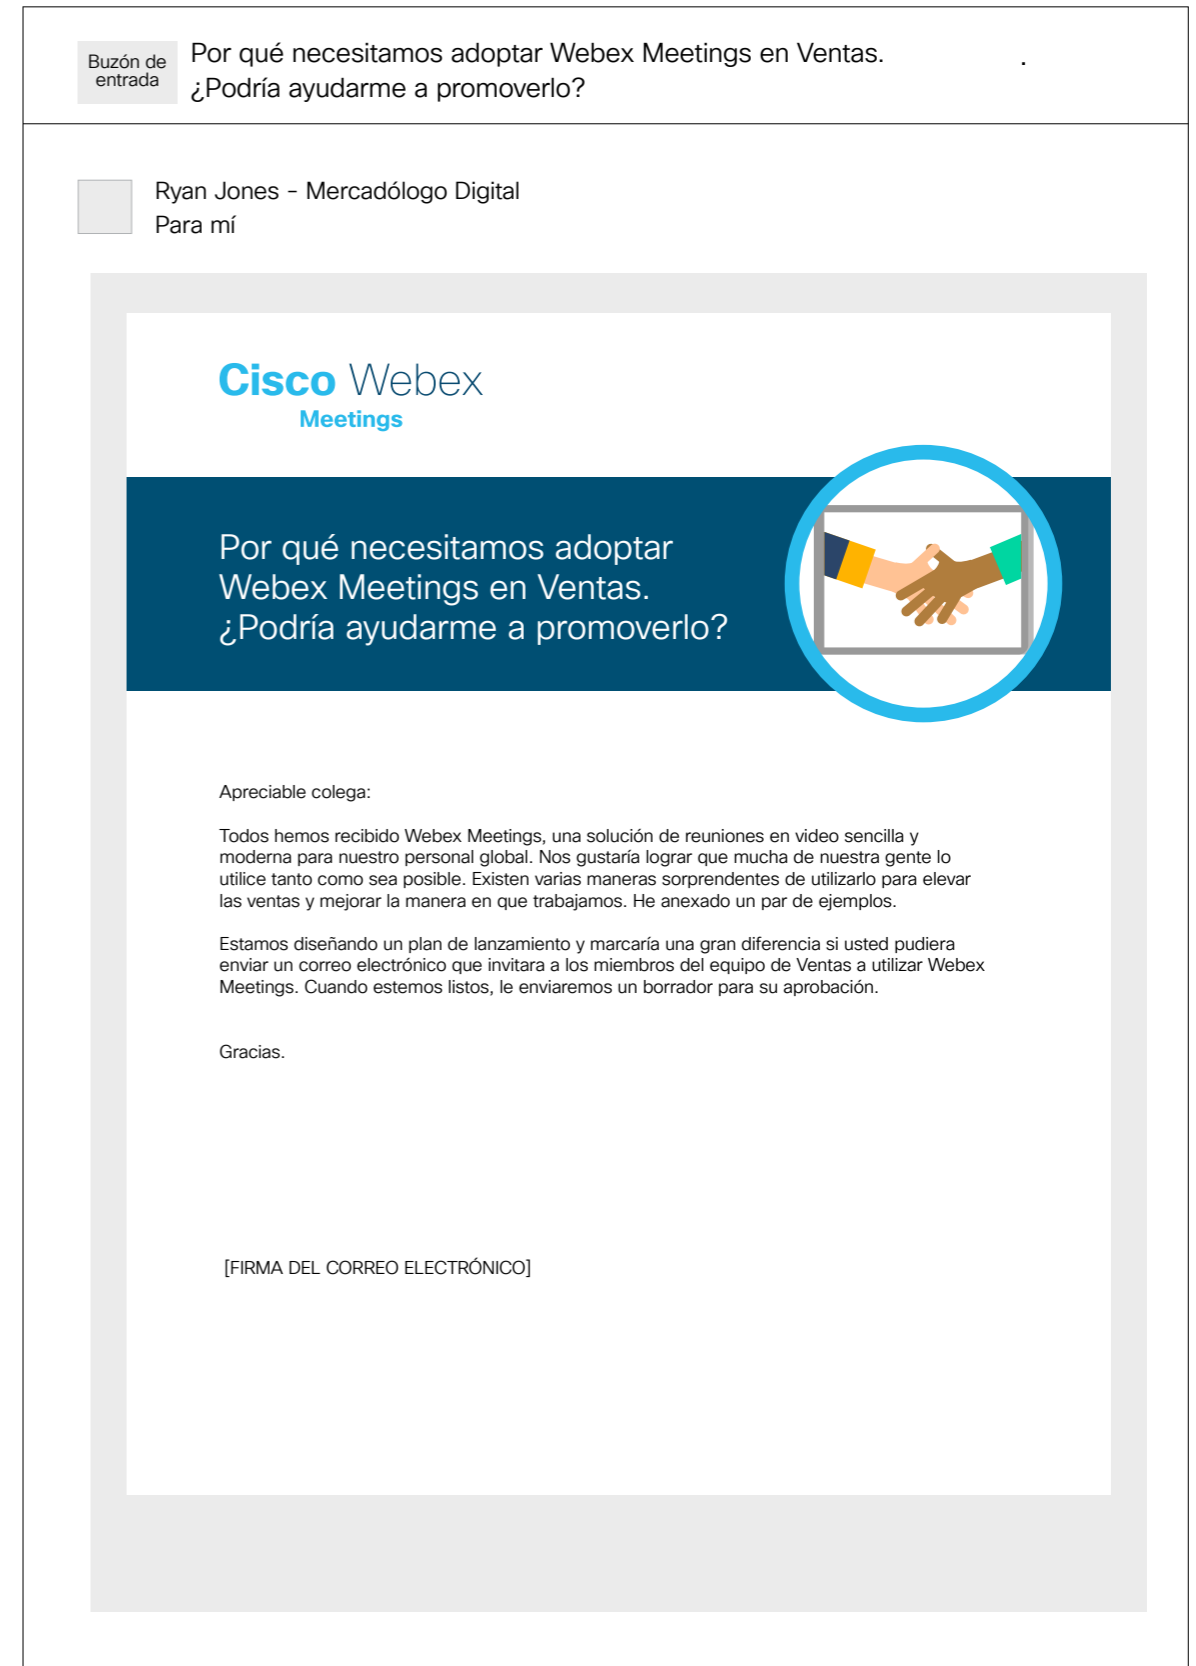 Buzón de
entrada
Por qué necesitamos adoptar Webex Meetings en Ventas. .
¿Podría ayudarme a promoverlo?
Ryan Jones - Mercadólogo Digital
Para mí
Cisco Webex
Meetings
Por qué necesitamos adoptar
Webex Meetings en Ventas.
¿Podría ayudarme a promoverlo?
Apreciable colega:
Todos hemos recibido Webex Meetings, una solución de reuniones en video sencilla y
moderna para nuestro personal global. Nos gustaría lograr que mucha de nuestra gente lo
utilice tanto como sea posible. Existen varias maneras sorprendentes de utilizarlo para elevar
las ventas y mejorar la manera en que trabajamos. He anexado un par de ejemplos.
Estamos diseñando un plan de lanzamiento y marcaría una gran diferencia si usted pudiera
enviar un correo electrónico que invitara a los miembros del equipo de Ventas a utilizar Webex
Meetings. Cuando estemos listos, le enviaremos un borrador para su aprobación.
Gracias.
[FIRMA DEL CORREO ELECTRÓNICO]